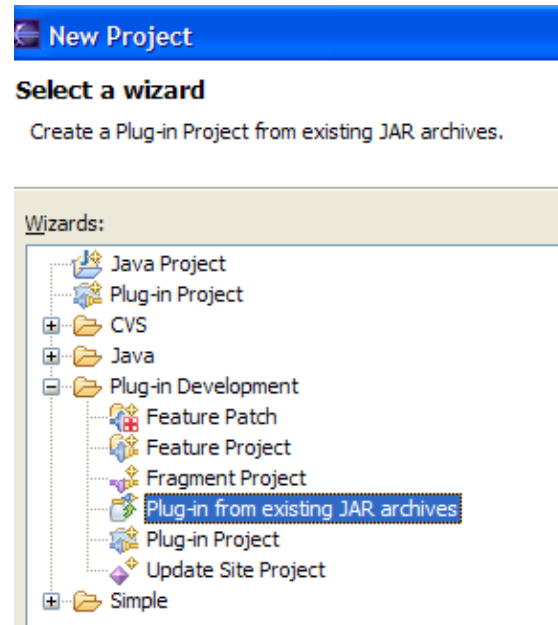 New Project
Select a wizard
Create a Plug-in Project from existing JAR archives.
Wizards:
Java Project
Plug-in Project
CVS
Java
Plug-in Development
Feature Patch
Feature Project
Fragment Project
Plug-in from existing JAR archives
Plug-in Project
Update Site Project
Simple